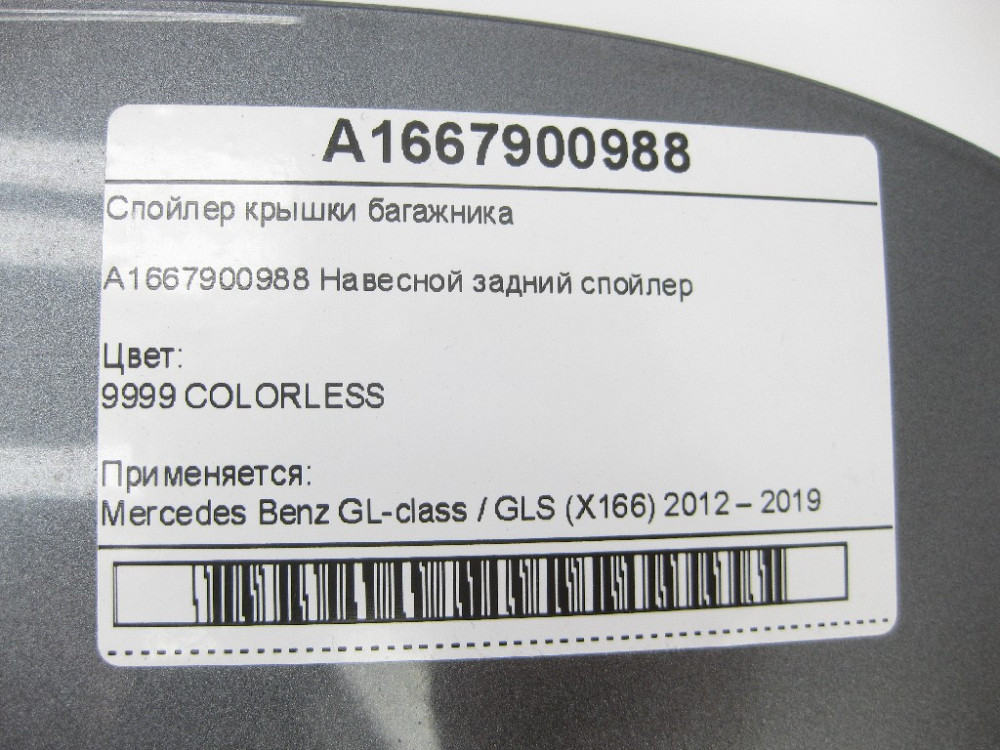 A1667900988
Спойлер крышки багажника
A1667900988 Навесной задний спойлер
Цвет:
9999 COLORLESS
Применяется:
Mercedes Benz GL-class / GLS (X166) 2012 – 2019